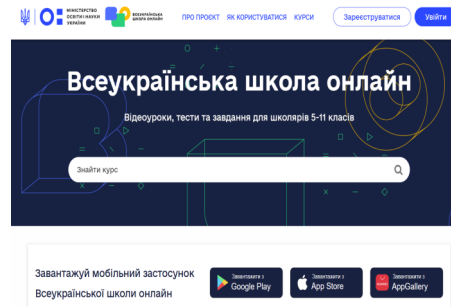 МІНІСТЕРСТВО
ОСВІТИ І НАУКИ
УКРАЇНИ
ВСЕУКРАЇНСЬКА
ШКОЛА ОНЛАЙН
ПРО ПРОЄКТ ЯК КОРИСТУВАТИСЯ КУРСИ Зареєструватися Увійти
Всеукраїнська школа онлайн
Відеоуроки, тести та завдання для школярів 5-11 класів
Знайти курс
Завантажуй мобільний застосунок
Всеукраїнської школи онлайн
Завантажити з
Google Play
Завантажити з
App Store
Завантажити з
AppGallery